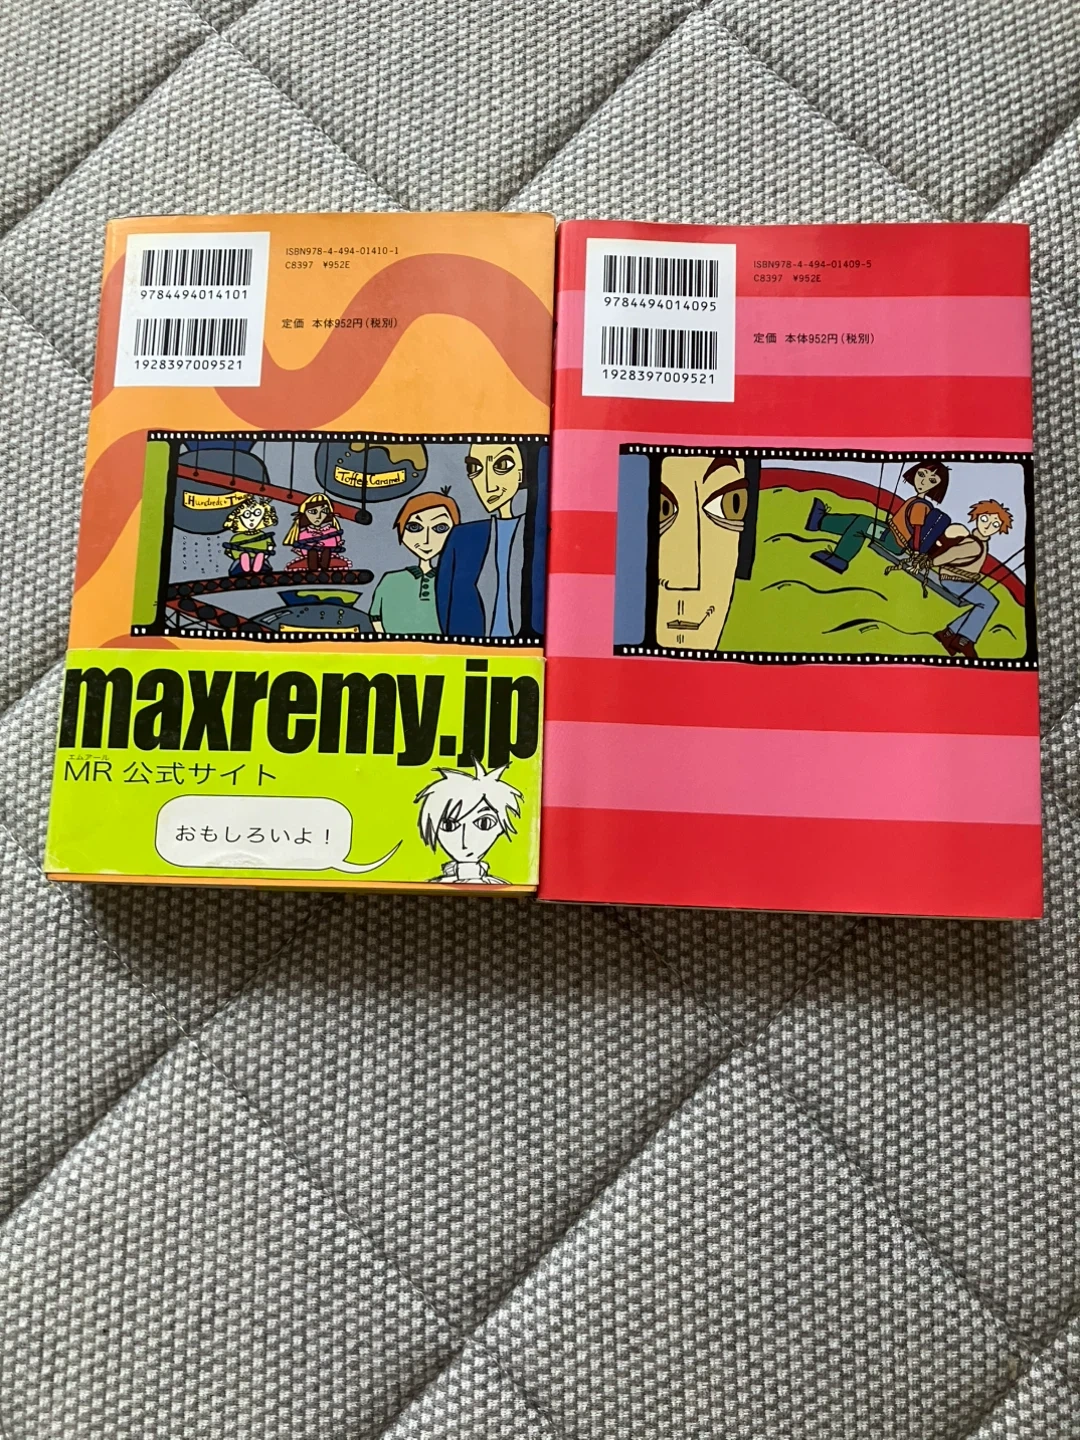 ISBN978-4-494-01410-1
C8397 ¥952E
9784494014101
定価 本体952円(税別)
1928397009521
Toffee Caramel
maxremy.jp
エムアール
MR 公式サイト
おもしろいよ!
ISBN978-4-494-01409-5
C8397 ¥952E
9784494014095
定価 本体952円(税別)
1928397009521